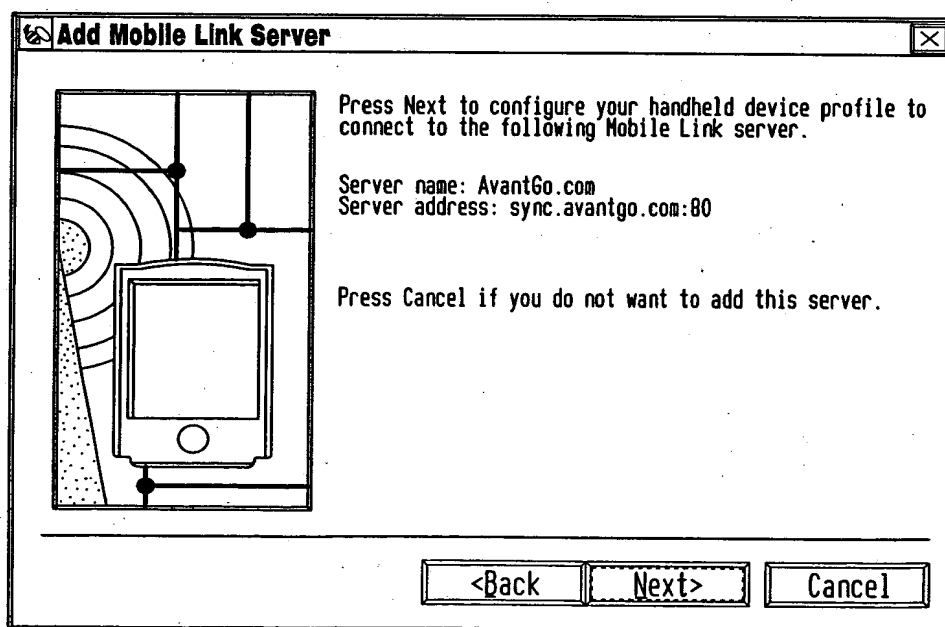 Add Mobile Link Server
Press Next to configure your handheld device profile to
connect to the following Mobile Link server.
Server name: AvantGo.com
Server address: sync.avantgo.com:80
Press Cancel if you do not want to add this server.
<Back
Next>
Cancel